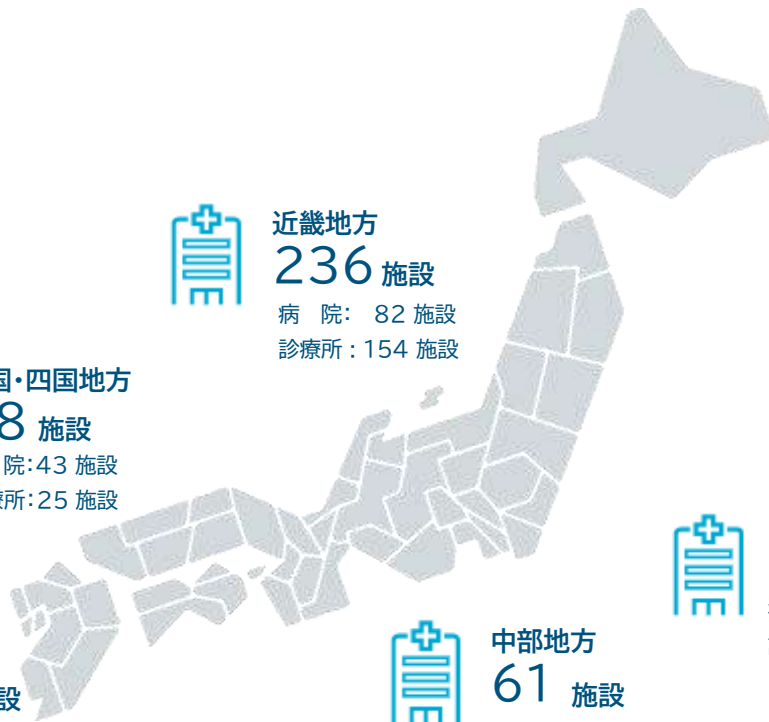 近畿地方
236 施設
病 院: 82 施設
診療所:154 施設
国・四国地方
8 施設
院:43 施設
療所:25 施設
中部地方
61 施設
設